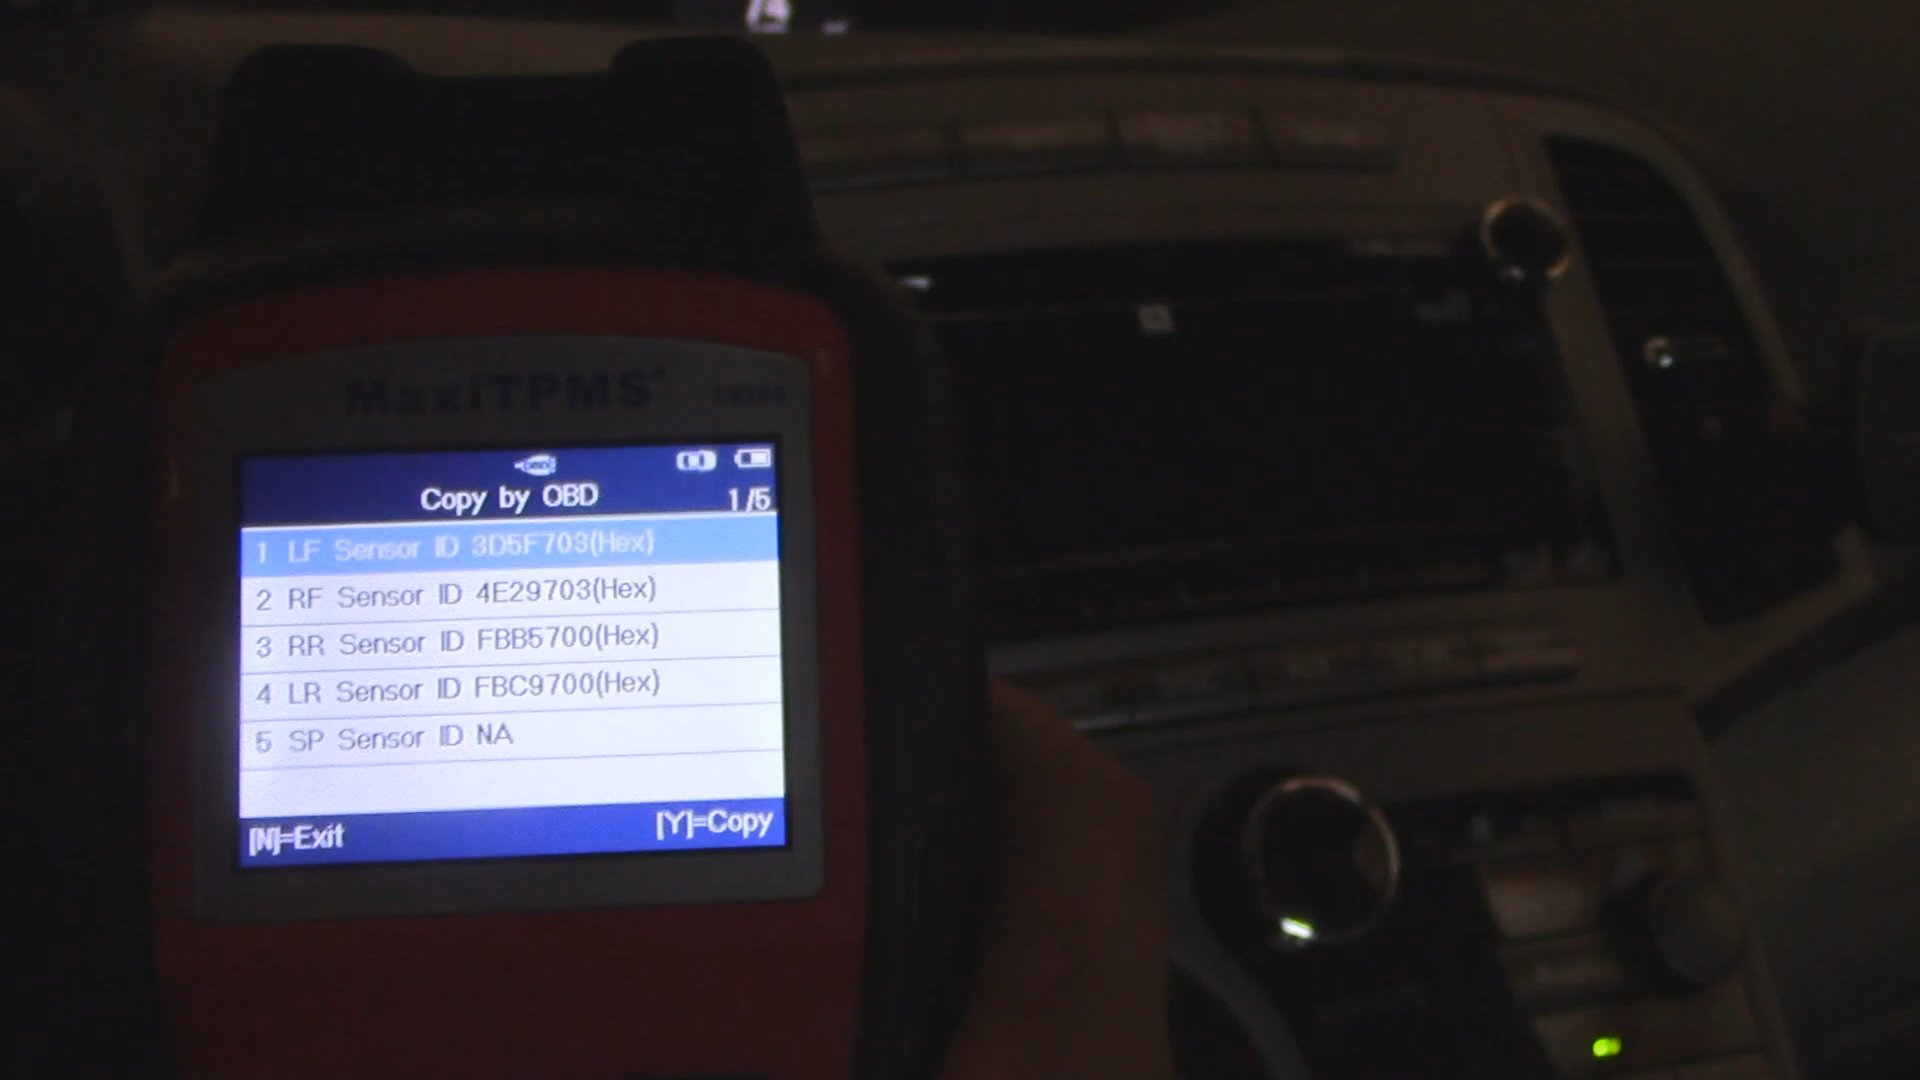 MaxiTPMS
OBD
Copy by OBD 1/5
1 LF Sensor ID 3D5F703(Hex)
2 RF Sensor ID 4E29703(Hex)
3 RR Sensor ID FBB5700(Hex)
4 LR Sensor ID FBC9700(Hex)
5 SP Sensor ID NA
[N]=Exit [Y]=Copy